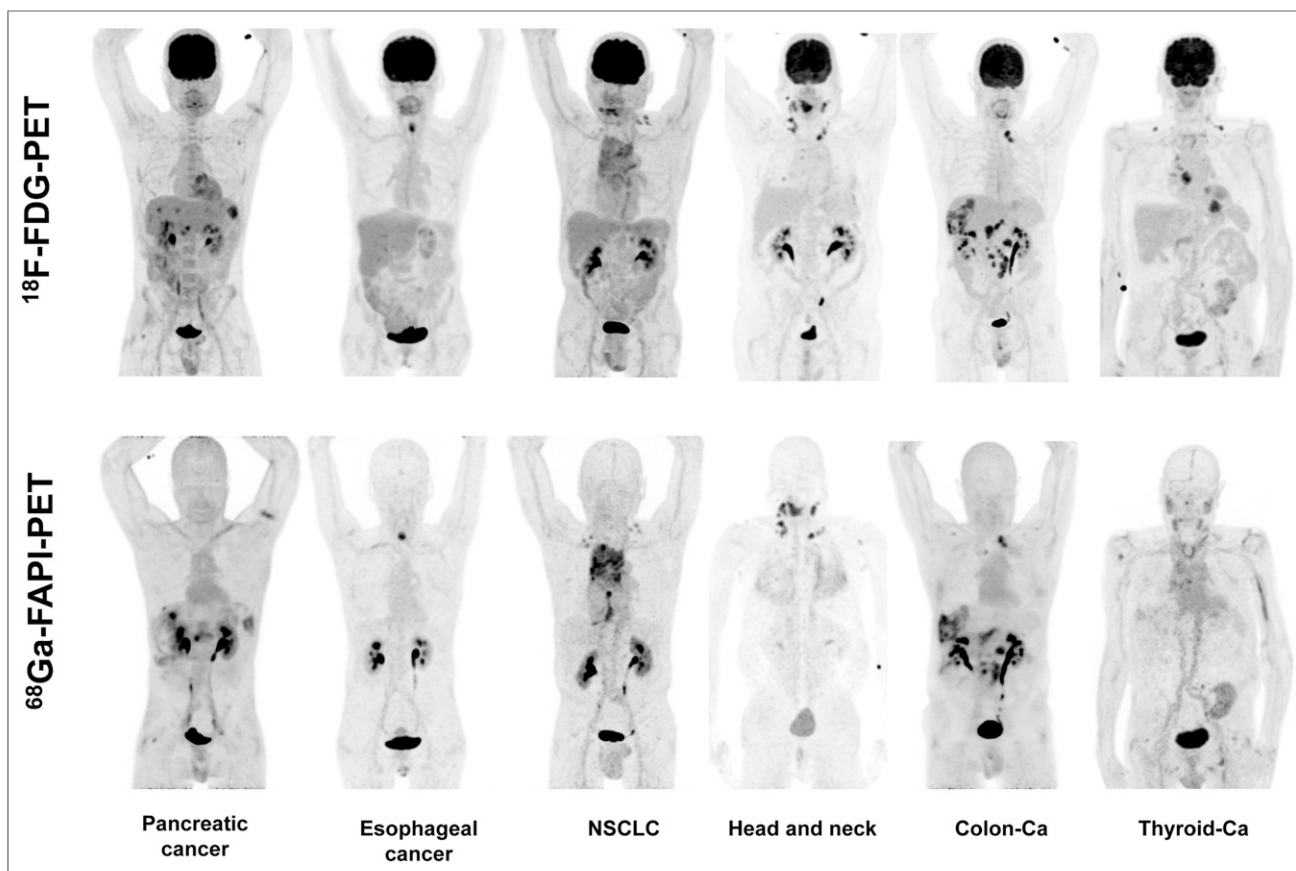 ¹⁸F-FDG-PET
⁶⁸Ga-FAPI-PET
Pancreatic
cancer
Esophageal
cancer
NSCLC
Head and neck
Colon-Ca
Thyroid-Ca